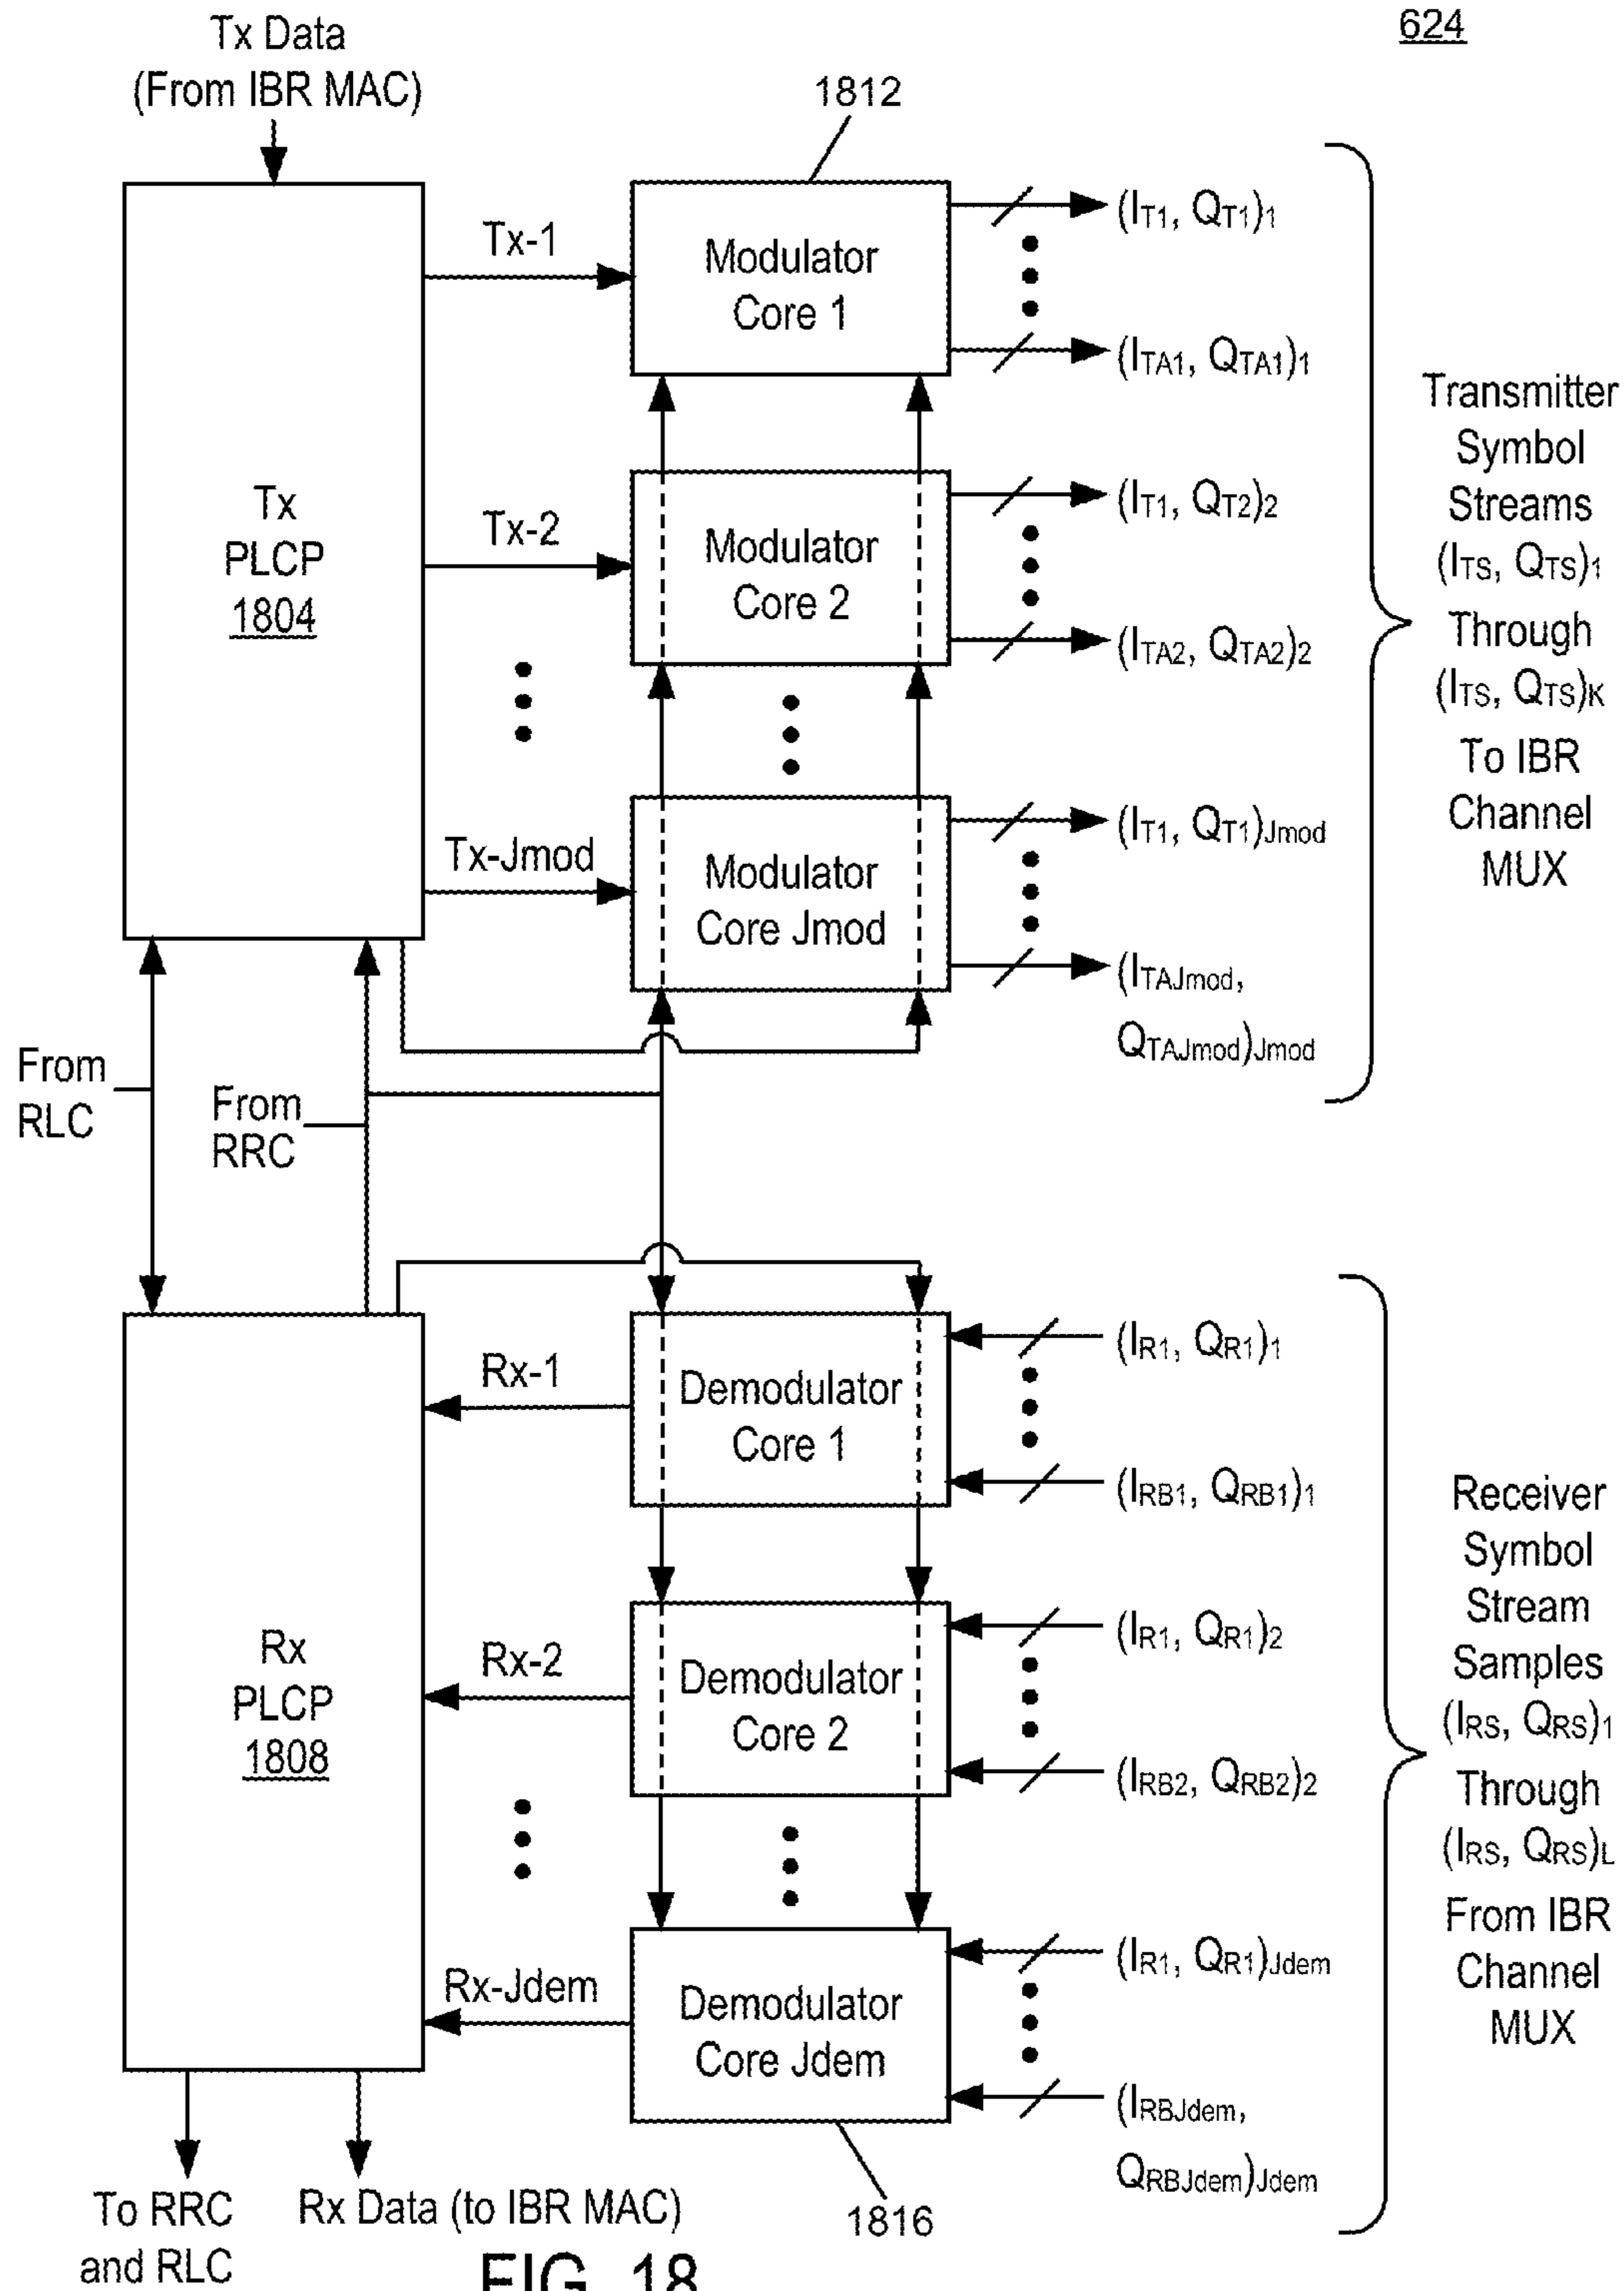 624
Tx Data
(From IBR MAC)
1812
Tx
PLCP
1804
Tx-1
Tx-2
Tx-Jmod
Modulator
Core 1
Modulator
Core 2
Modulator
Core Jmod
(IT1, QT1)1
(ITA1, QTA1)1
(IT1, QT2)2
(ITA2, QTA2)2
(IT1, QT1)Jmod
(ITAJmod,
QTAJmod)Jmod
Transmitter
Symbol
Streams
(ITS, QTS)1
Through
(ITS, QTS)K
To IBR
Channel
MUX
From
RLC
From
RRC
Rx
PLCP
1808
Rx-1
Rx-2
Rx-Jdem
Demodulator
Core 1
Demodulator
Core 2
Demodulator
Core Jdem
(IR1, QR1)1
(IRB1, QRB1)1
(IR1, QR1)2
(IRB2, QRB2)2
(IR1, QR1)Jdem
(IRBJdem,
QRBJdem)Jdem
Receiver
Symbol
Stream
Samples
(IRS, QRS)1
Through
(IRS, QRS)L
From IBR
Channel
MUX
To RRC
and RLC
Rx Data (to IBR MAC)
1816
FIG. 18